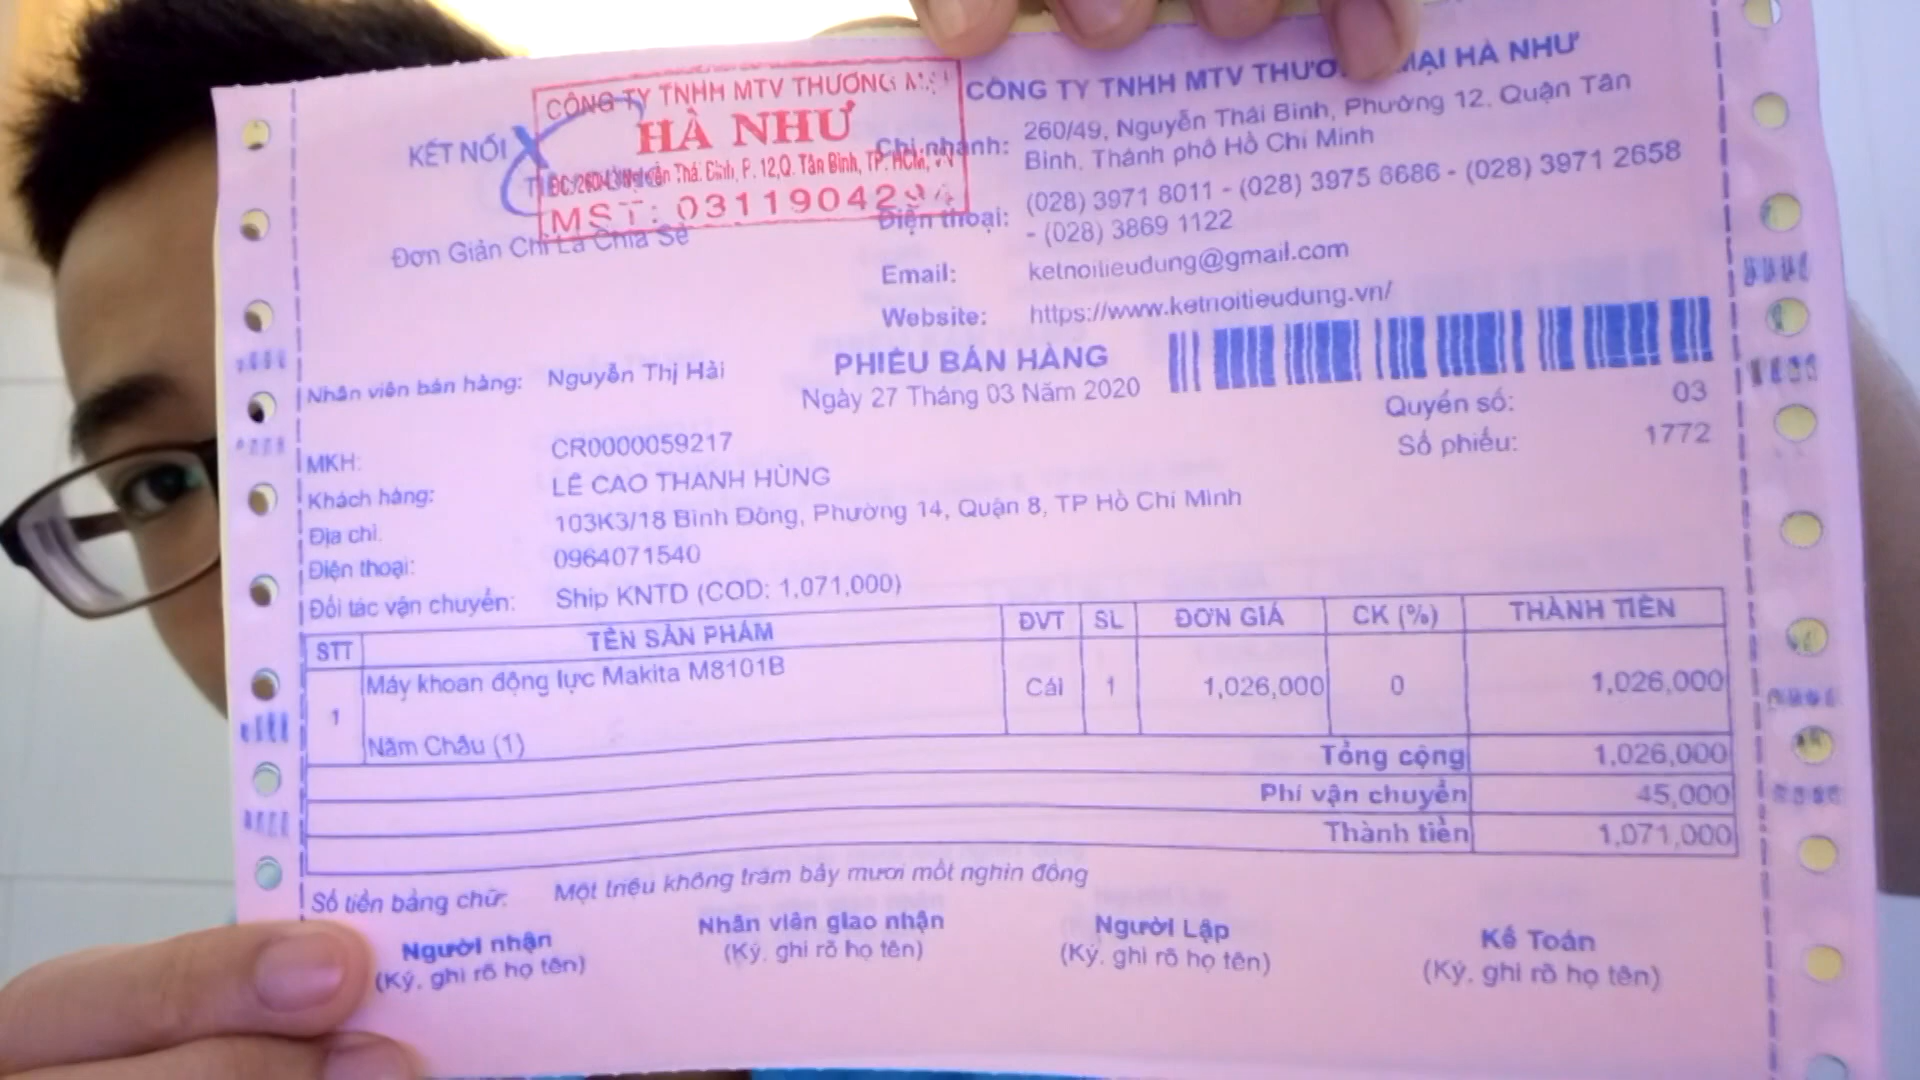 CÔNG TY TNHH MTV THƯƠNG
HÀ NHƯ
P. 12,Q. Tân Bình, TP. HCM, VN
MST: 03119042
KẾT NỐI
Đơn Giản Chỉ Là Chia Sẻ
CÔNG TY TNHH MTV THƯƠ MẠI HÀ NHƯ
Chi nhánh: 260/49, Nguyễn Thái Bình, Phường 12, Quận Tân
Bình, Thành phố Hồ Chí Minh
Điện thoại: (028) 3971 8011 - (028) 3975 6686 - (028) 3971 2658
- (028) 3869 1122
Email: ketnoitieudung@gmail.com
Website: https://www.ketnoitieudung.vn/
Nhân viên bán hàng: Nguyễn Thị Hải
PHIẾU BÁN HÀNG
Ngày 27 Tháng 03 Năm 2020
Quyển số: 03
Số phiếu: 1772
MKH: CR0000059217
Khách hàng: LÊ CAO THANH HÙNG
Địa chỉ: 103K3/18 Bình Đông, Phường 14, Quận 8, TP Hồ Chí Minh
Điện thoại: 0964071540
Đối tác vận chuyển: Ship KNTD (COD: 1,071,000)
STT TÊN SẢN PHẨM ĐVT SL ĐƠN GIÁ CK (%) THÀNH TIỀN
1 Máy khoan động lực Makita M8101B Cái 1 1,026,000 0 1,026,000
Năm Châu (1)
Tổng cộng 1,026,000
Phí vận chuyển 45,000
Thành tiền 1,071,000
Số tiền bằng chữ: Một triệu không trăm bảy mươi mốt nghìn đồng
Người nhận Nhân viên giao nhận Người Lập Kế Toán
(Ký, ghi rõ họ tên) (Ký, ghi rõ họ tên) (Ký, ghi rõ họ tên) (Ký, ghi rõ họ tên)